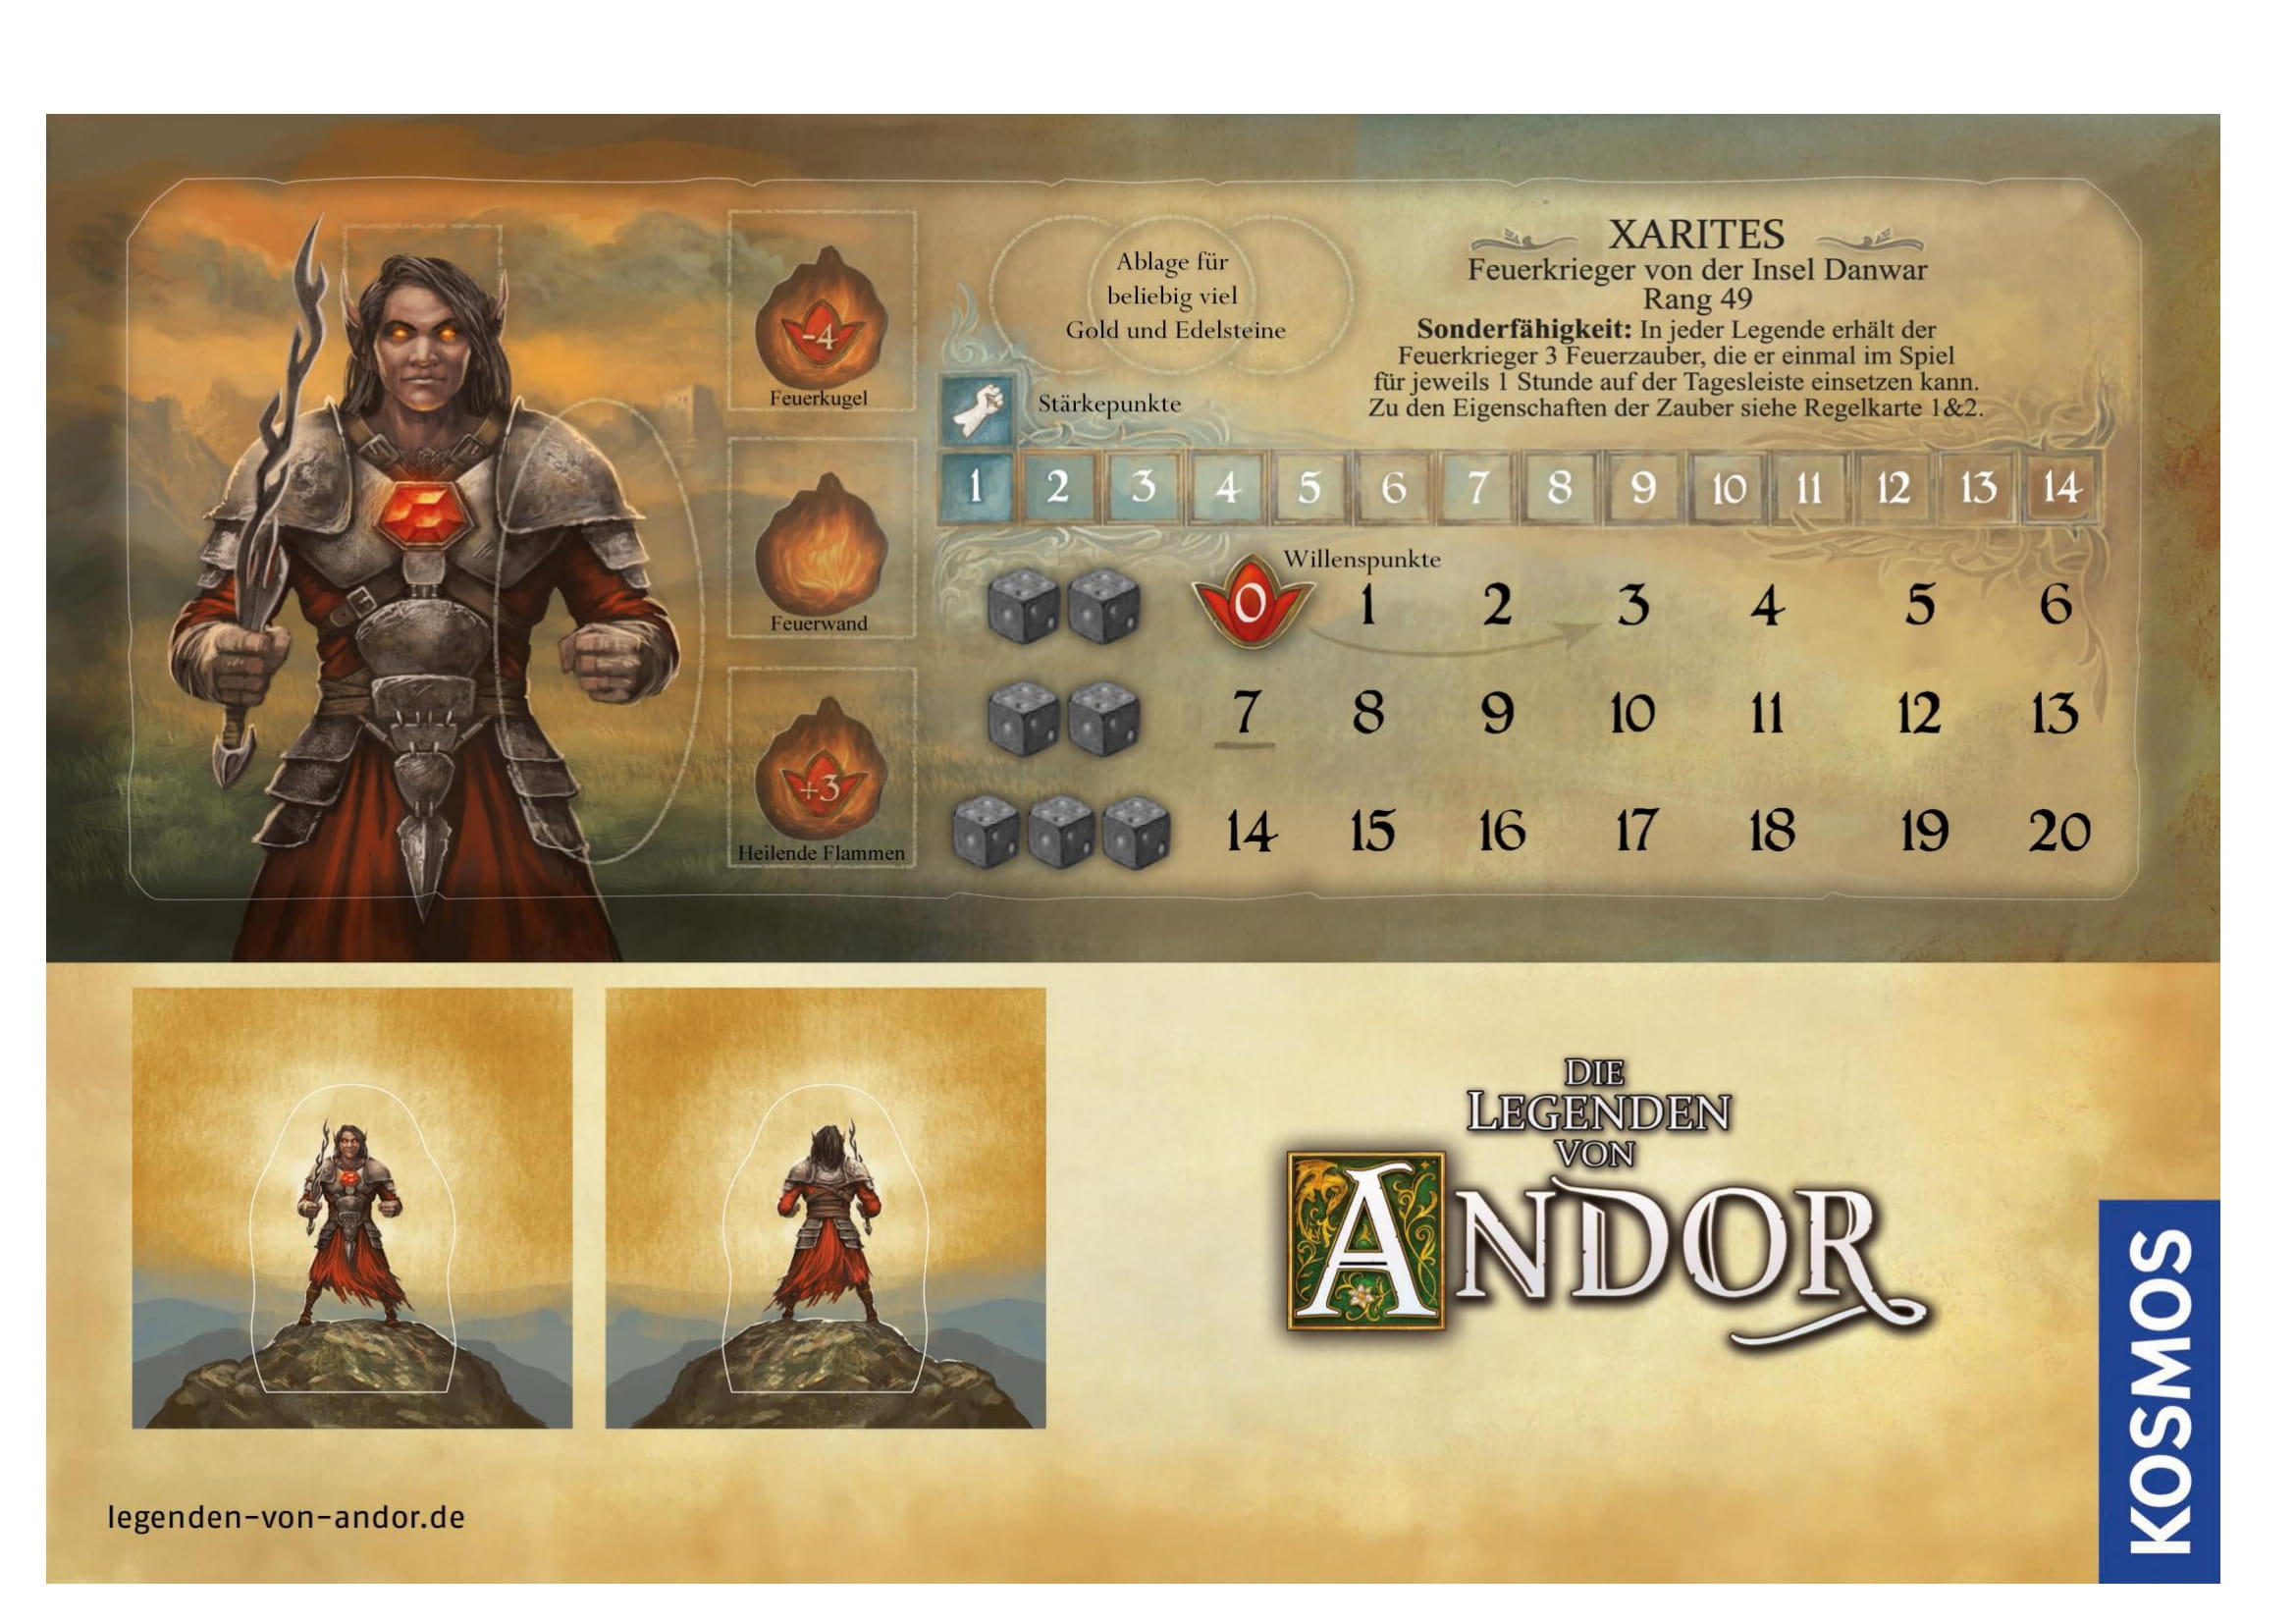 XARITES
Feuerkrieger von der Insel Danwar
Rang 49
Sonderfähigkeit: In jeder Legende erhält der
Feuerkrieger 3 Feuerzauber, die er einmal im Spiel
für jeweils 1 Stunde auf der Tagesleiste einsetzen kann.
Zu den Eigenschaften der Zauber siehe Regelkarte 1&2.
Ablage für
beliebig viel
Gold und Edelsteine
-4
Feuerkugel
Feuerwand
+3
Heilende Flammen
Stärkepunkte
1 2 3 4 5 6 7 8 9 10 11 12 13 14
Willenspunkte
0 1 2 3 4 5 6
7 8 9 10 11 12 13
14 15 16 17 18 19 20
DIE
LEGENDEN
VON
ANDOR
KOSMOS
legenden-von-andor.de